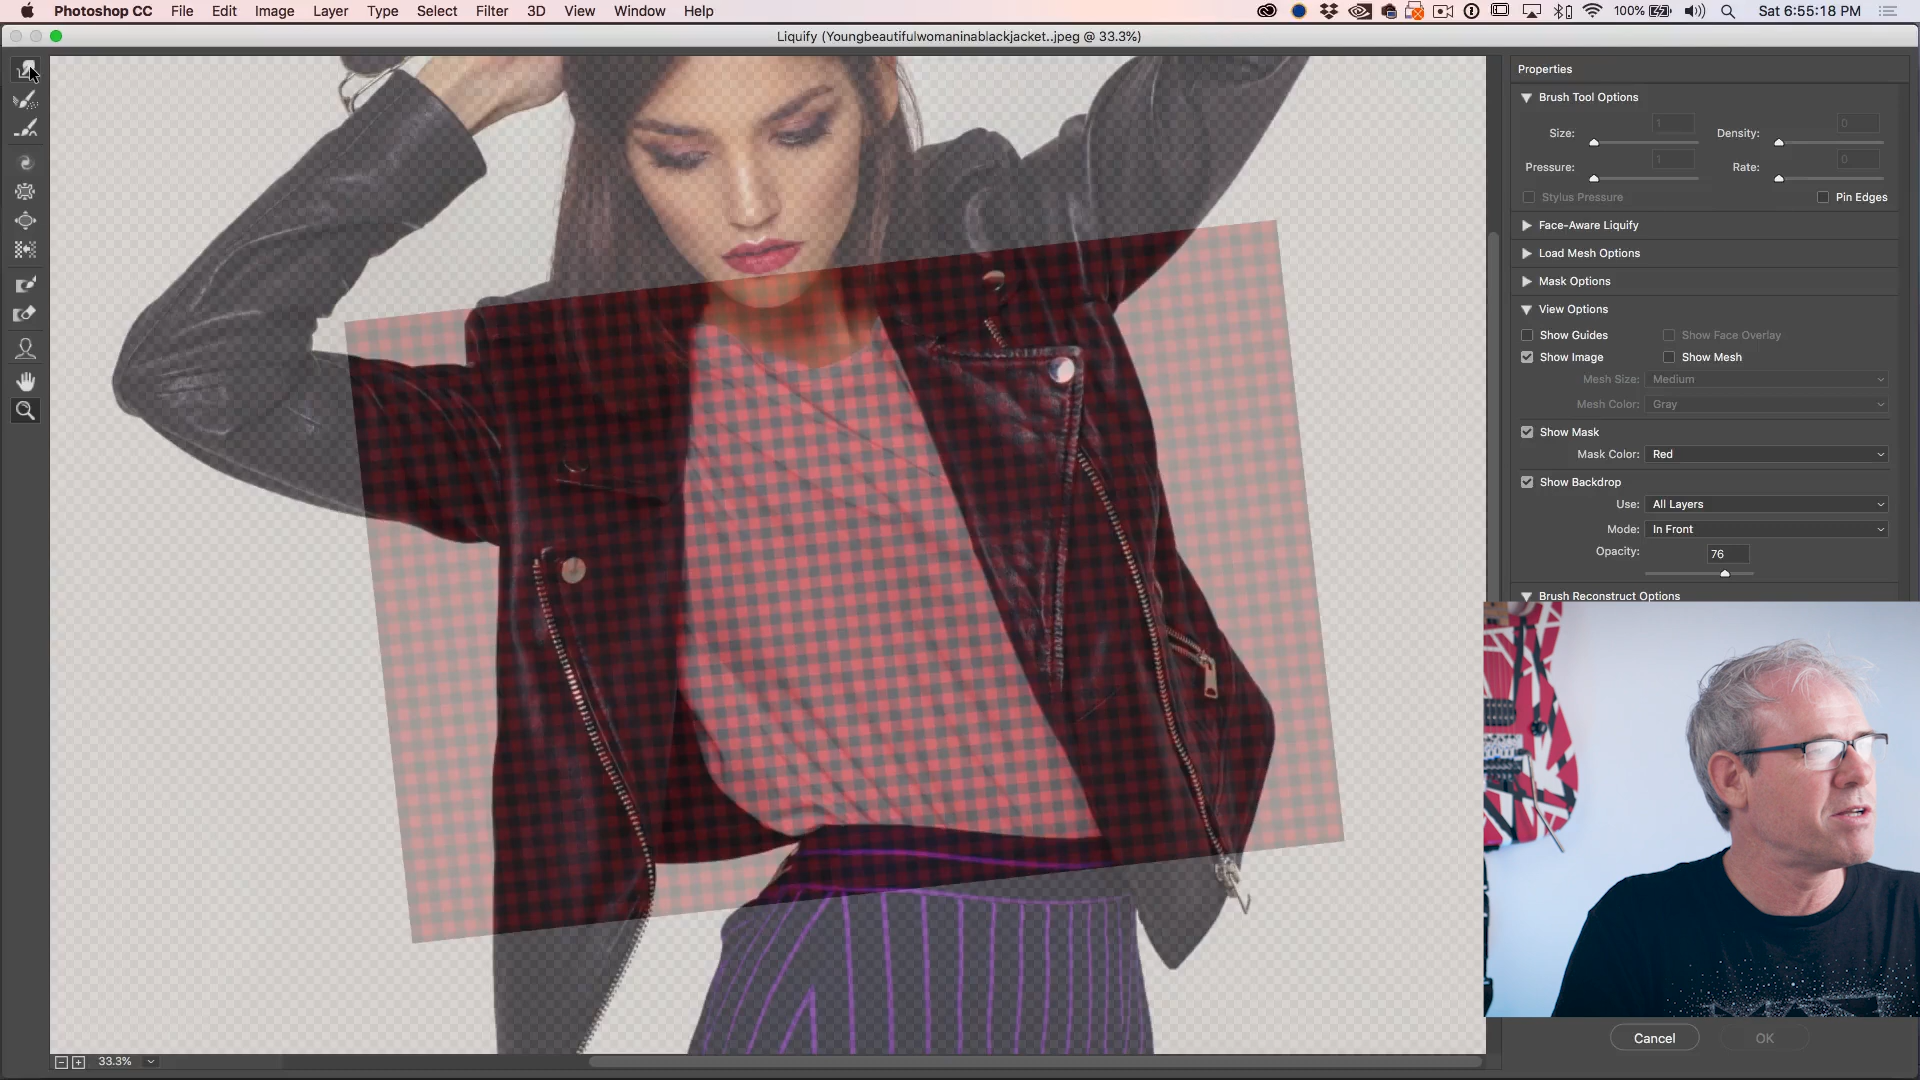 Photoshop CC File Edit Image Layer Type Select Filter 3D View Window Help 100% Sat 6:55:18 PM
Liquify (Youngbeautifulwomaninablackjacket..jpeg @ 33.3%)
Properties
Brush Tool Options
Size: 1 Density: 0
Pressure: 1 Rate: 0
Stylus Pressure Pin Edges
Face-Aware Liquify
Load Mesh Options
Mask Options
View Options
Show Guides Show Face Overlay
Show Image Show Mesh
Mesh Size: Medium
Mesh Color: Gray
Show Mask
Mask Color: Red
Show Backdrop
Use: All Layers
Mode: In Front
Opacity: 76
Brush Reconstruct Options
Cancel OK
33.3%